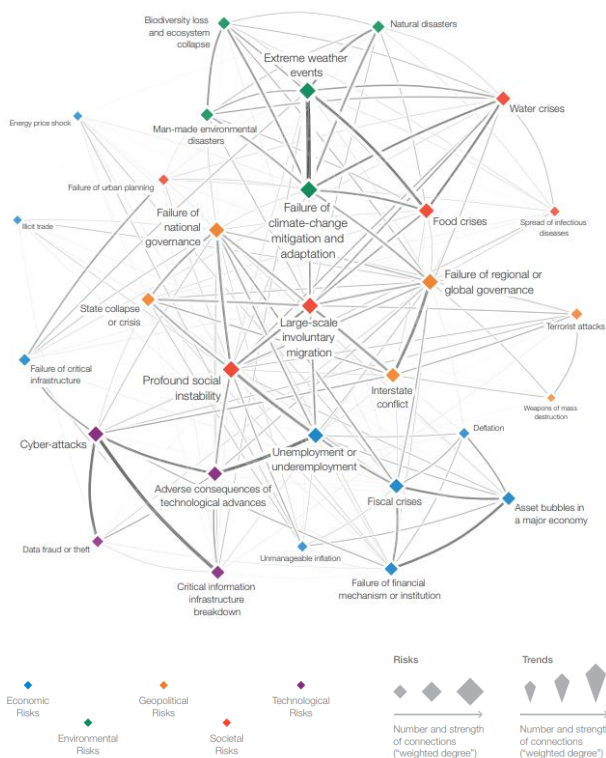 Biodiversity loss
and ecosystem
collapse
Natural disasters
Extreme weather
events
Water crises
Energy price shock
Man-made environmental
disasters
Failure of urban planning
Failure of
climate-change
mitigation and
adaptation
Food crises
Spread of infectious
diseases
Illicit trade
Failure of
national
governance
Failure of regional or
global governance
State collapse
or crisis
Large-scale
involuntary
migration
Terrorist attacks
Failure of critical
infrastructure
Profound social
instability
Interstate
conflict
Weapons of mass
destruction
Cyber-attacks
Unemployment or
underemployment
Deflation
Adverse consequences of
technological advances
Fiscal crises
Asset bubbles in
a major economy
Data fraud or theft
Unmanageable inflation
Critical information
infrastructure
breakdown
Failure of financial
mechanism or institution
Economic
Risks
Environmental
Risks
Geopolitical
Risks
Societal
Risks
Technological
Risks
Risks
Number and strength
of connections
("weighted degree")
Trends
Number and strength
of connections
("weighted degree")